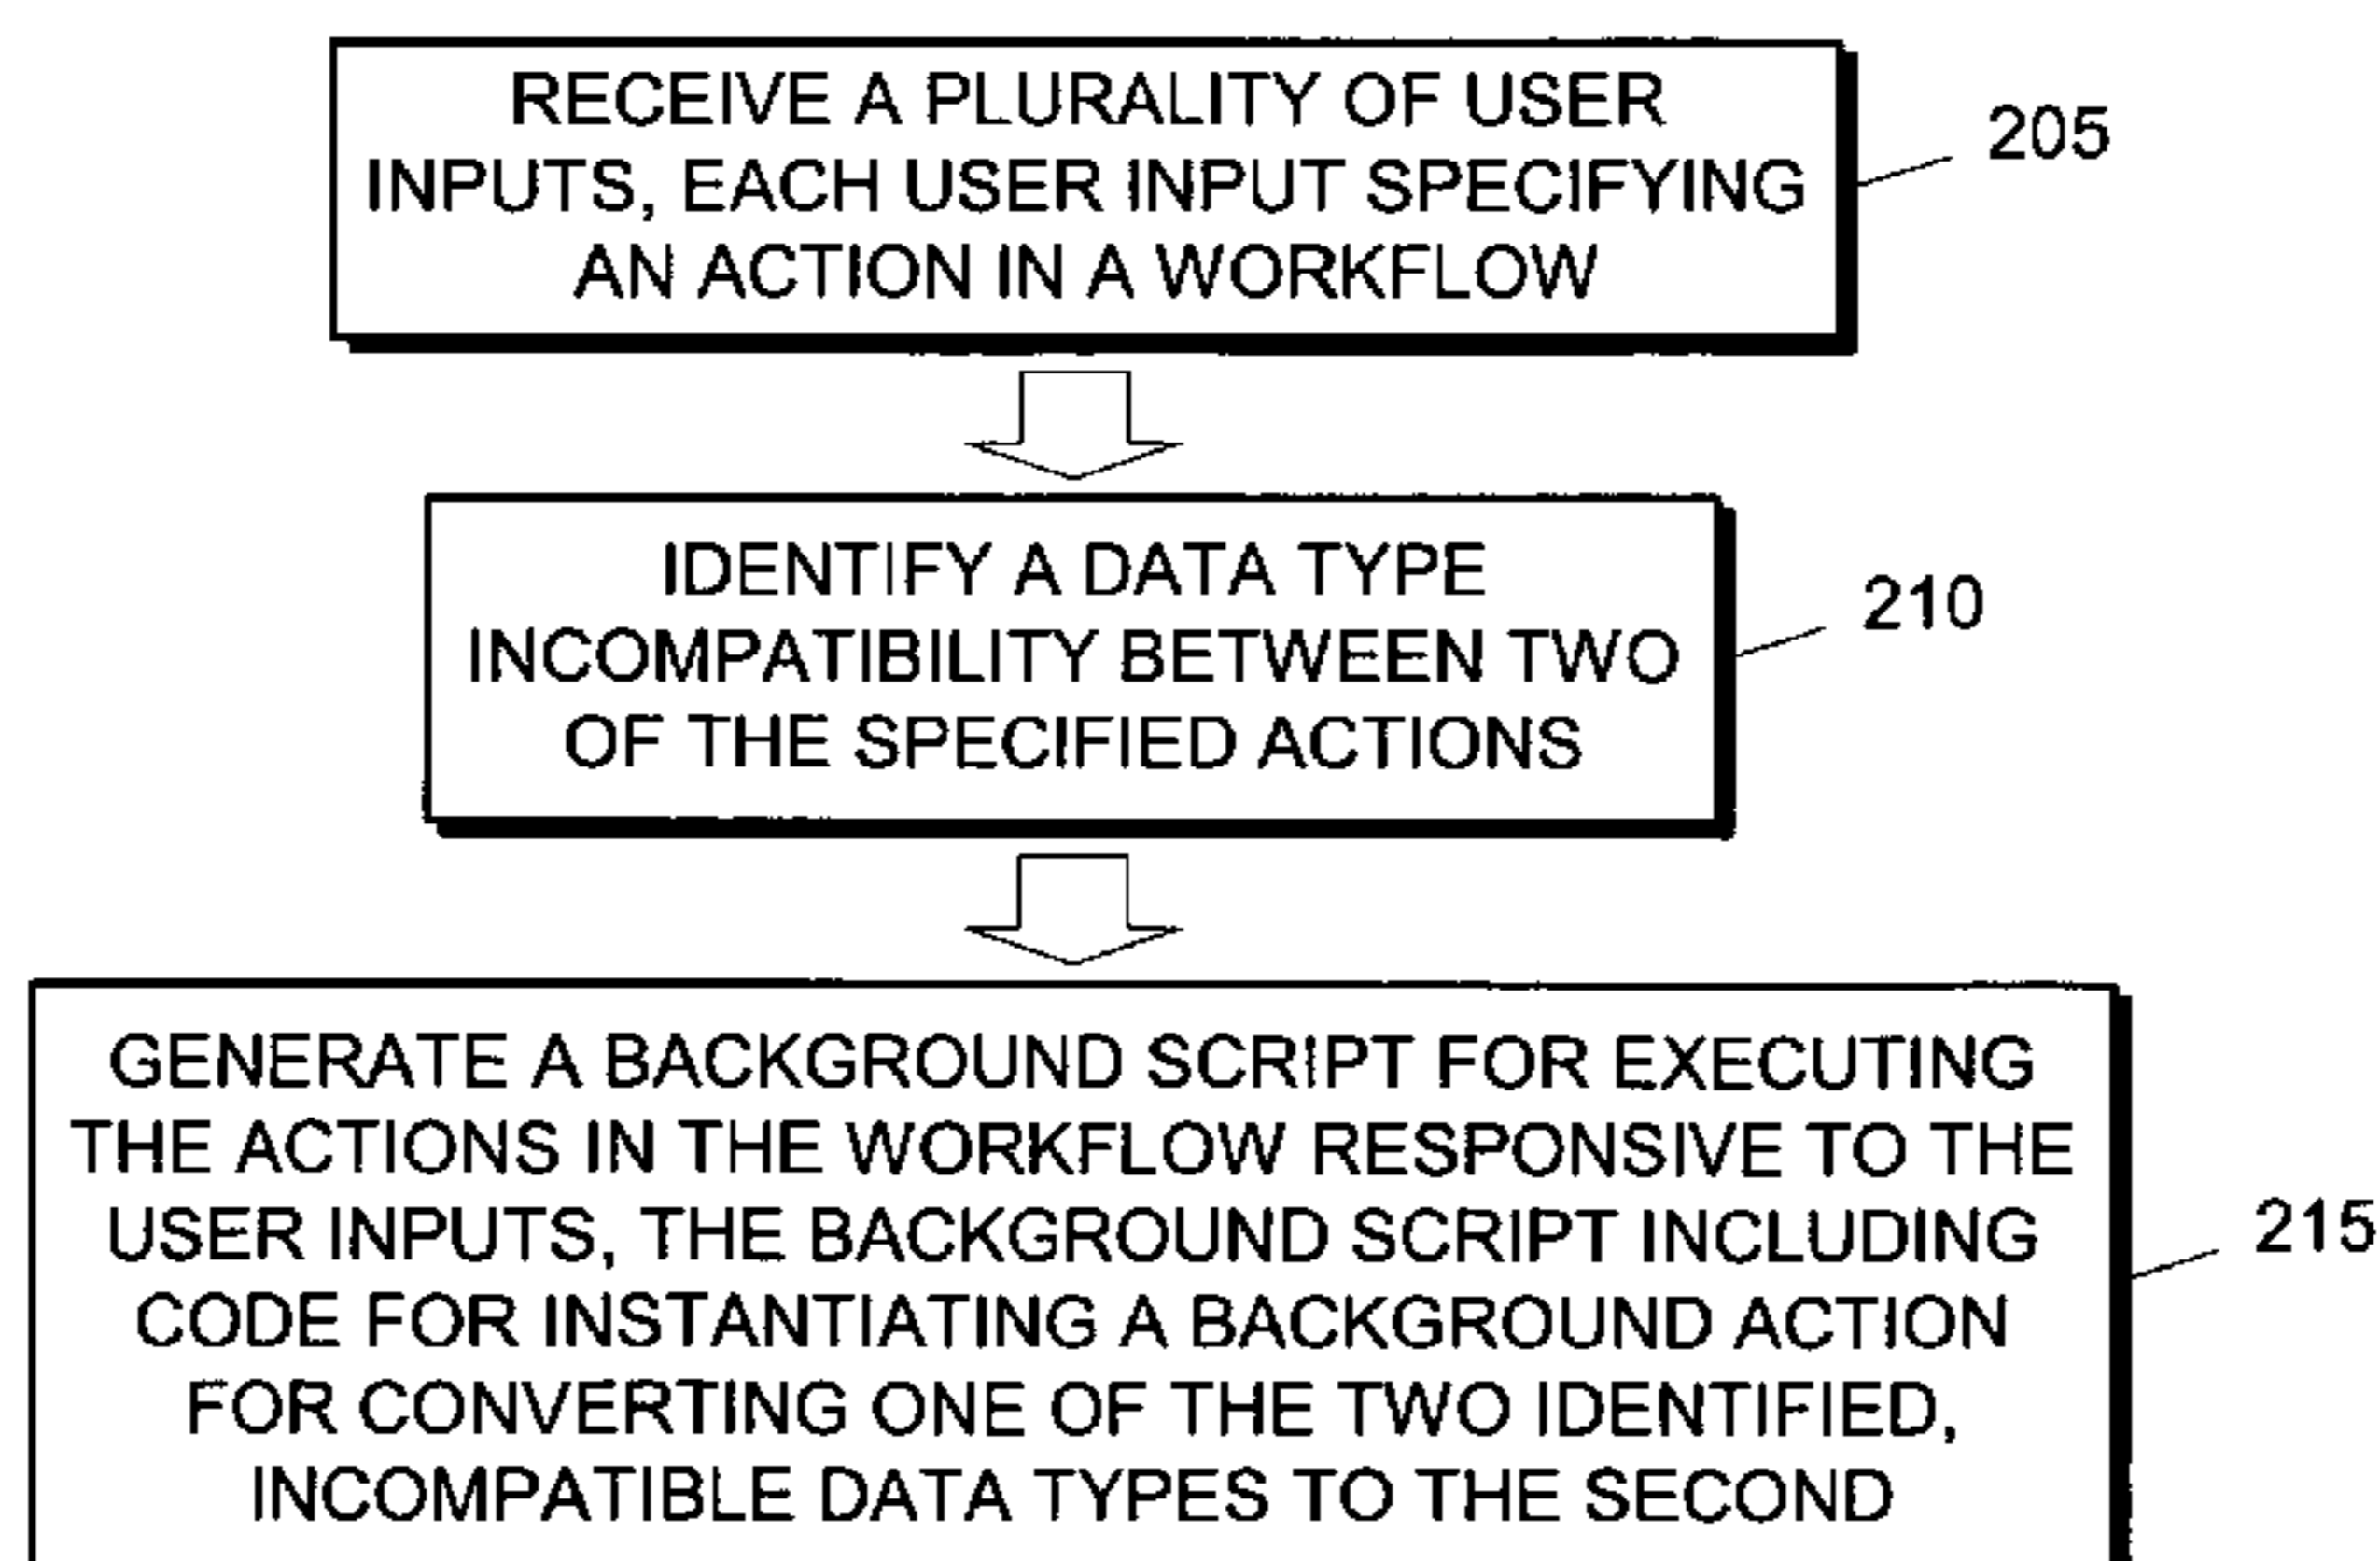 RECEIVE A PLURALITY OF USER
INPUTS, EACH USER INPUT SPECIFYING
AN ACTION IN A WORKFLOW
205
IDENTIFY A DATA TYPE
INCOMPATIBILITY BETWEEN TWO
OF THE SPECIFIED ACTIONS
210
GENERATE A BACKGROUND SCRIPT FOR EXECUTING
THE ACTIONS IN THE WORKFLOW RESPONSIVE TO THE
USER INPUTS, THE BACKGROUND SCRIPT INCLUDING
CODE FOR INSTANTIATING A BACKGROUND ACTION
FOR CONVERTING ONE OF THE TWO IDENTIFIED,
INCOMPATIBLE DATA TYPES TO THE SECOND
215